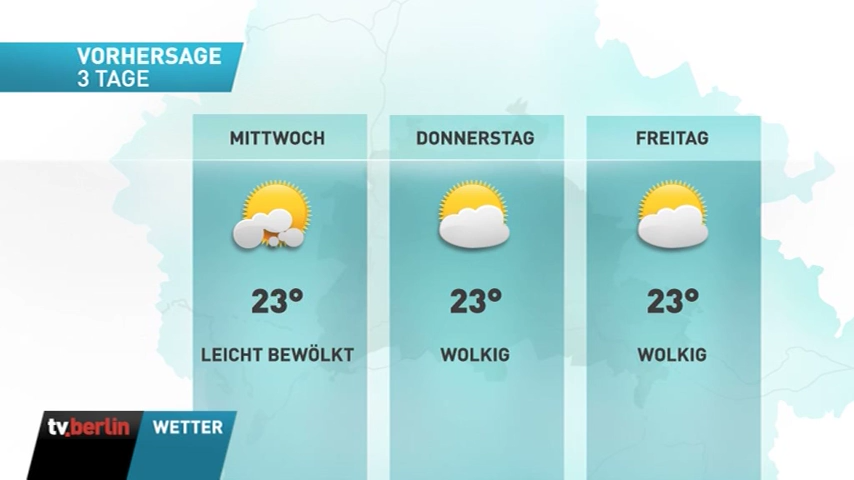 VORHERSAGE
3 TAGE
MITTWOCH
DONNERSTAG
FREITAG
23°
23°
23°
LEICHT BEWÖLKT
WOLKIG
WOLKIG
tv.berlin
WETTER